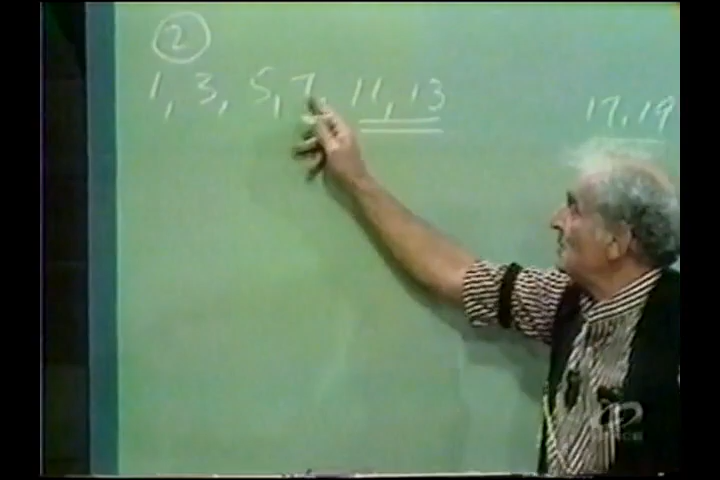 2
1, 3, 5, 7, 11, 13
17, 19